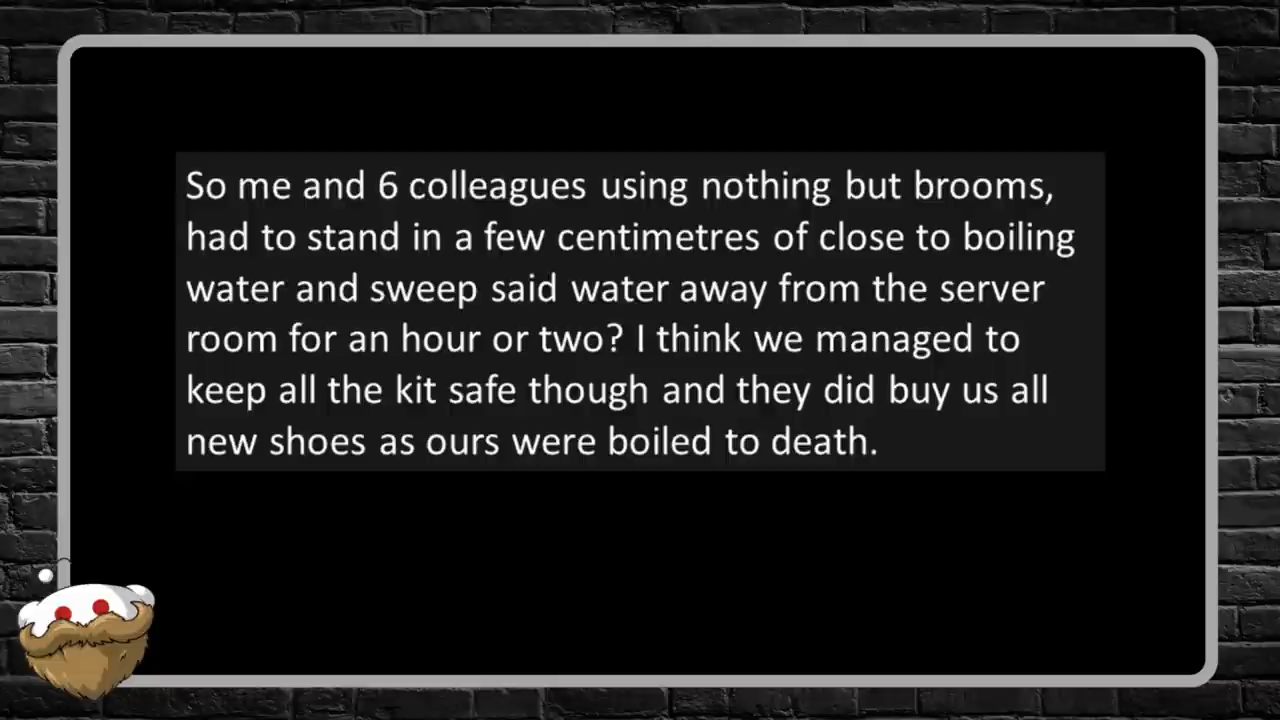 So me and 6 colleagues using nothing but brooms,
had to stand in a few centimetres of close to boiling
water and sweep said water away from the server
room for an hour or two? I think we managed to
keep all the kit safe though and they did buy us all
new shoes as ours were boiled to death.